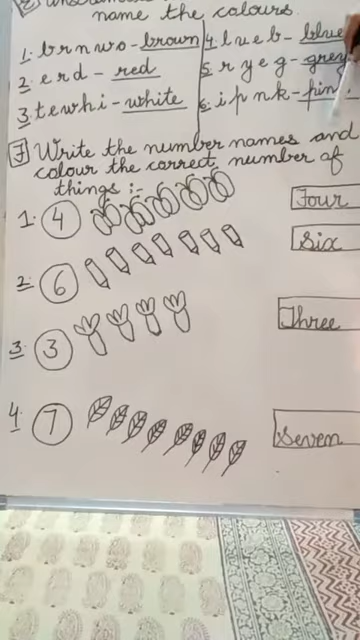 name the colours.
1. brnwo - brown
4. lueb - blue
2. erd - red
5. ryeg - grey
3. tewhi - white
6. ipnk - pin
F Write the number names and
colour the correct number of
things :-
1. 4 Four
2. 6 Six
3. 3 Three
4. 7 Seven